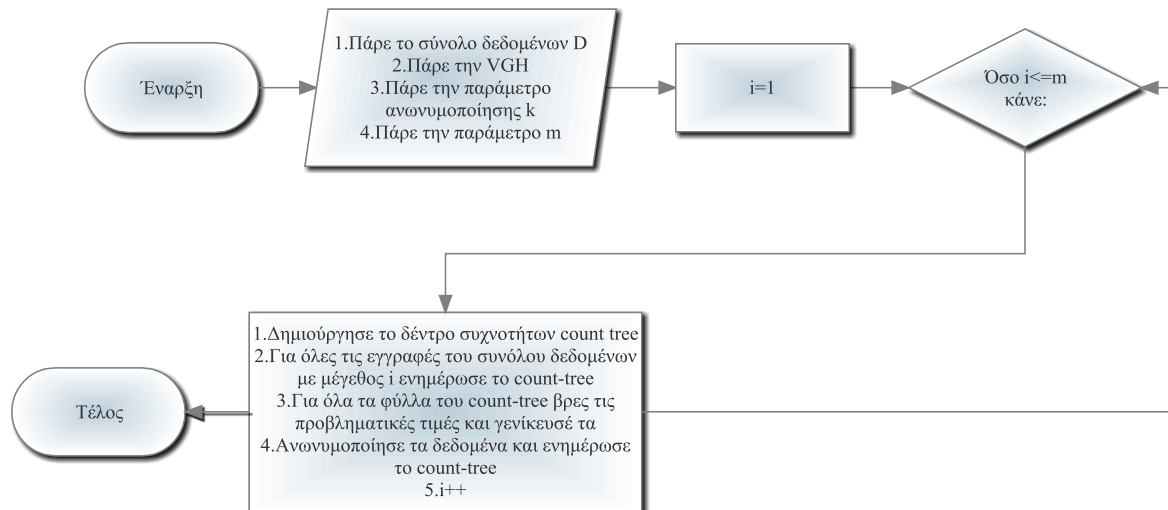 Έναρξη
1.Πάρε το σύνολο δεδομένων D
2.Πάρε την VGH
3.Πάρε την παράμετρο
ανωνυμοποίησης k
4.Πάρε την παράμετρο m
i=1
Όσο i<=m
κάνε:
1.Δημιούργησε το δέντρο συχνοτήτων count tree
2.Για όλες τις εγγραφές του συνόλου δεδομένων
με μέγεθος i ενημέρωσε το count-tree
3.Για όλα τα φύλλα του count-tree βρες τις
προβληματικές τιμές και γενίκευσέ τα
4.Ανωνυμοποίησε τα δεδομένα και ενημέρωσε
το count-tree
5.i++
Τέλος